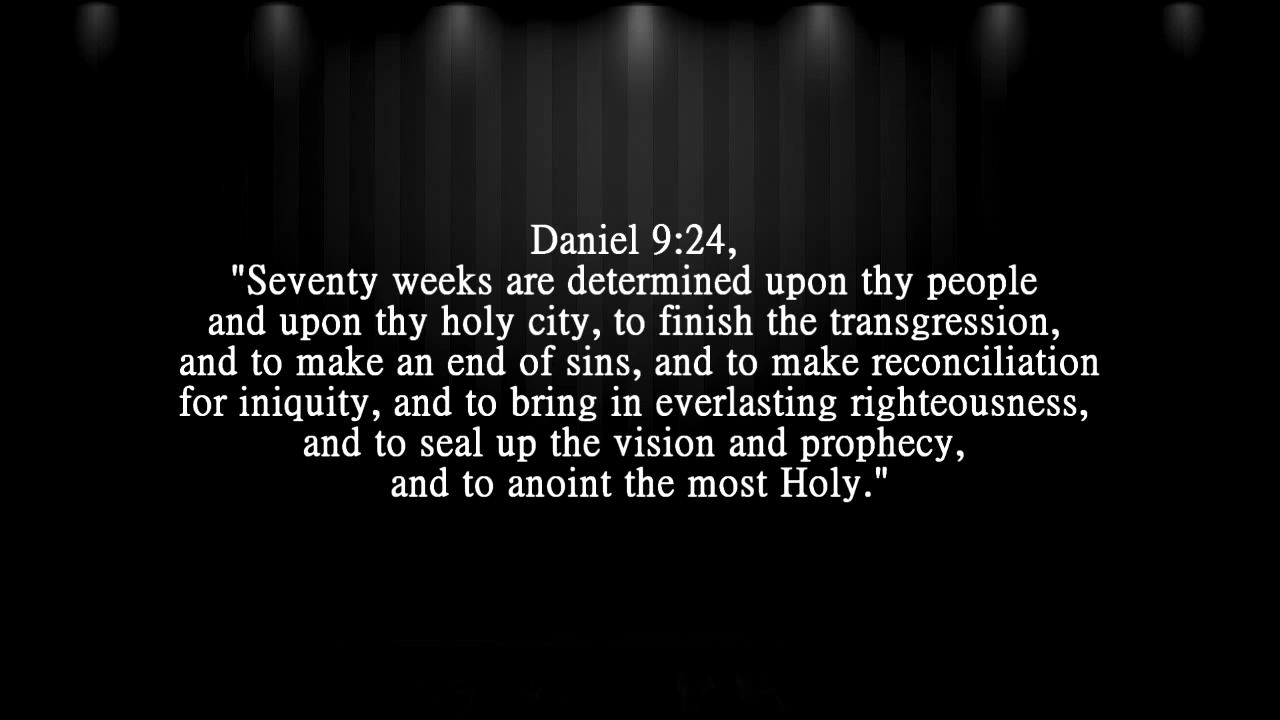 Daniel 9:24,
"Seventy weeks are determined upon thy people
and upon thy holy city, to finish the transgression,
and to make an end of sins, and to make reconciliation
for iniquity, and to bring in everlasting righteousness,
and to seal up the vision and prophecy,
and to anoint the most Holy."